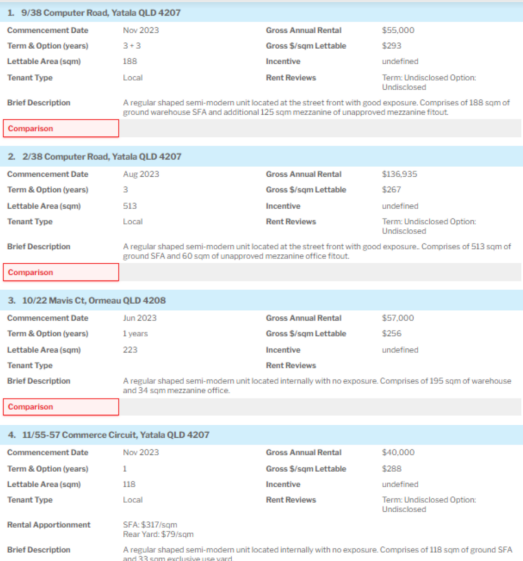 1. 9/38 Computer Road, Yatala QLD 4207
Commencement Date Nov 2023 Gross Annual Rental $55,000
Term & Option (years) 3 + 3 Gross $/sqm Lettable $293
Lettable Area (sqm) 188 Incentive undefined
Tenant Type Local Rent Reviews Term: Undisclosed Option:
Undisclosed
Brief Description A regular shaped semi-modern unit located at the street front with good exposure. Comprises of 188 sqm of
ground warehouse SFA and additional 125 sqm mezzanine of unapproved mezzanine fitout.
Comparison
2. 2/38 Computer Road, Yatala QLD 4207
Commencement Date Aug 2023 Gross Annual Rental $136,935
Term & Option (years) 3 Gross $/sqm Lettable $267
Lettable Area (sqm) 513 Incentive undefined
Tenant Type Local Rent Reviews Term: Undisclosed Option:
Undisclosed
Brief Description A regular shaped semi-modern unit located at the street front with good exposure.. Comprises of 513 sqm of
ground SFA and 60 sqm of unapproved mezzanine office fitout.
Comparison
3. 10/22 Mavis Ct, Ormeau QLD 4208
Commencement Date Jun 2023 Gross Annual Rental $57,000
Term & Option (years) 1 years Gross $/sqm Lettable $256
Lettable Area (sqm) 223 Incentive undefined
Tenant Type Rent Reviews
Brief Description A regular shaped semi-modern unit located internally with no exposure. Comprises of 195 sqm of warehouse
and 34 sqm mezzanine office.
Comparison
4. 11/55-57 Commerce Circuit, Yatala QLD 4207
Commencement Date Nov 2023 Gross Annual Rental $40,000
Term & Option (years) 1 Gross $/sqm Lettable $288
Lettable Area (sqm) 118 Incentive undefined
Tenant Type Local Rent Reviews Term: Undisclosed Option:
Undisclosed
Rental Apportionment SFA: $317/sqm
Rear Yard: $79/sqm
Brief Description A regular shaped semi-modern unit located internally with no exposure. Comprises of 118 sqm of ground SFA
and 33 sqm exclusive use yard.